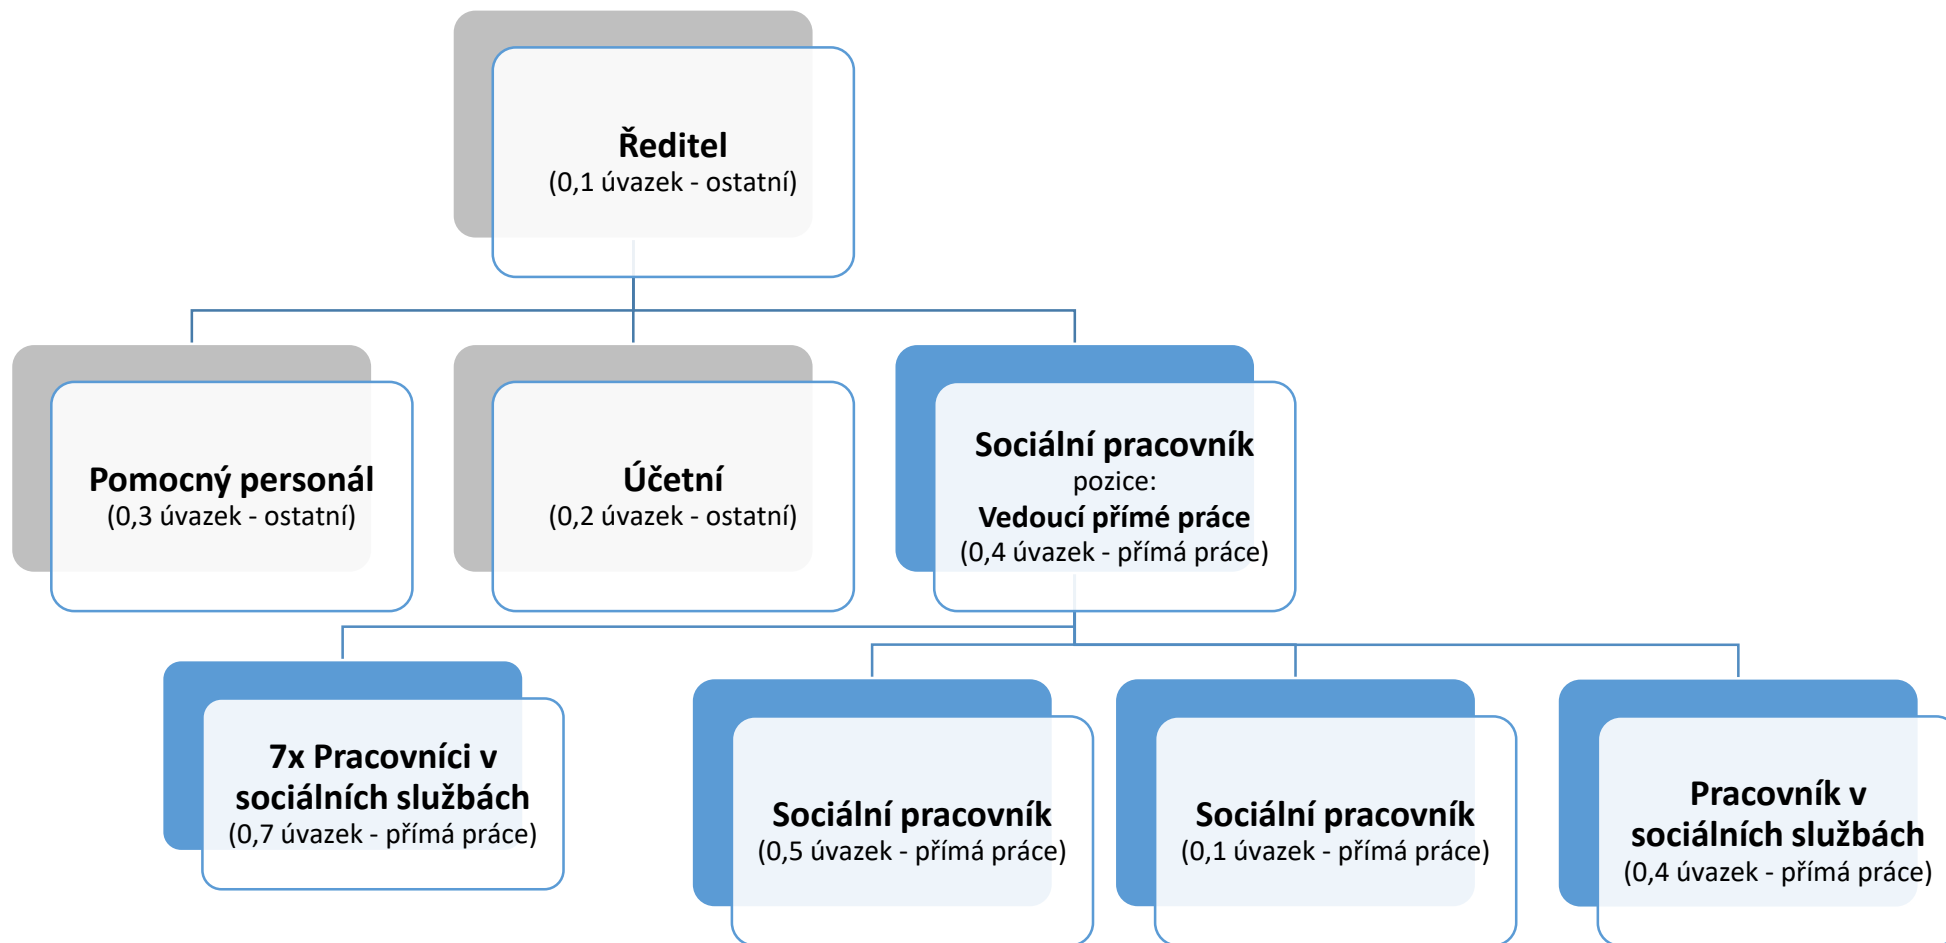 Ředitel
(0,1 úvazek - ostatní)
Pomocný personál
(0,3 úvazek - ostatní)
Účetní
(0,2 úvazek - ostatní)
Sociální pracovník
pozice:
Vedoucí přímé práce
(0,4 úvazek - přímá práce)
7x Pracovníci v
sociálních službách
(0,7 úvazek - přímá práce)
Sociální pracovník
(0,5 úvazek - přímá práce)
Sociální pracovník
(0,1 úvazek - přímá práce)
Pracovník v
sociálních službách
(0,4 úvazek - přímá práce)